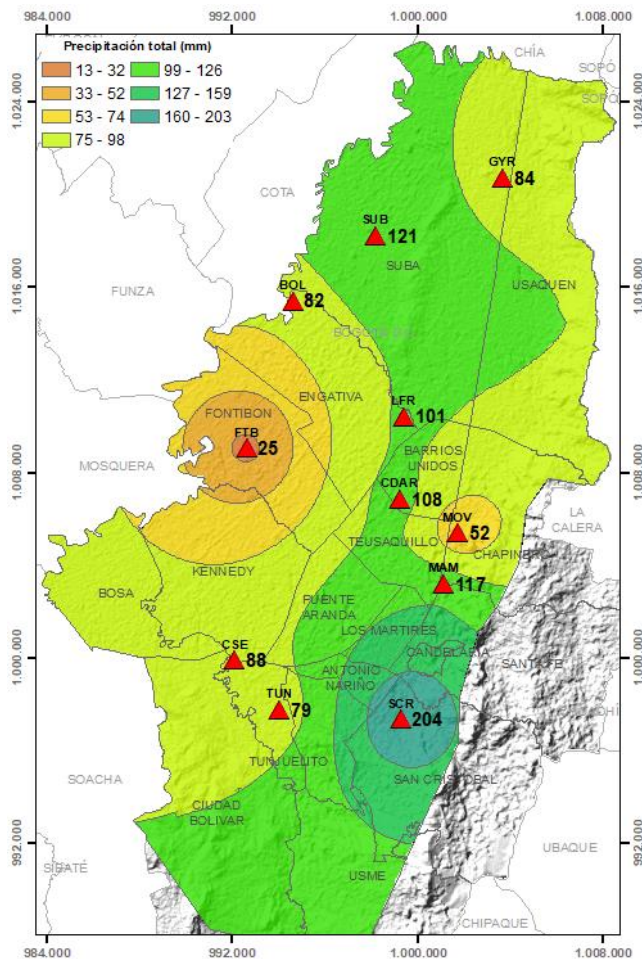 984.000 992.000 1.000.000 1.008.000
Precipitación total (mm)
13 - 32
33 - 52
53 - 74
75 - 98
99 - 126
127 - 159
160 - 203
CHÍA
SOPÓ
SOPÓ
1.024.000
1.024.000
GYR
84
COTA
SUB
121
SUBA
USAQUEN
FUNZA
BOL
82
1.016.000
1.016.000
ENGATIVA
FONTIBON
FTB
25
LFR
101
BARRIOS
UNIDOS
MOSQUERA
1.008.000
1.008.000
CDAR
108
MOV
52
LA
CALERA
TEUSAQUILLO
CHAPINERO
KENNEDY
MAM
117
BOSA
PUENTE
ARANDA
LOS MARTIRES
CANDELARIA
SANTA FE
CSE
88
1.000.000
1.000.000
ANTONIO
NARIÑO
TUN
79
SCR
204
TUNJUELITO
SAN CRISTOBAL
SOACHA
CIUDAD
BOLIVAR
USME
992.000
992.000
UBAQUE
SIBATÉ
CHIPAQUE
984.000 992.000 1.000.000 1.008.000